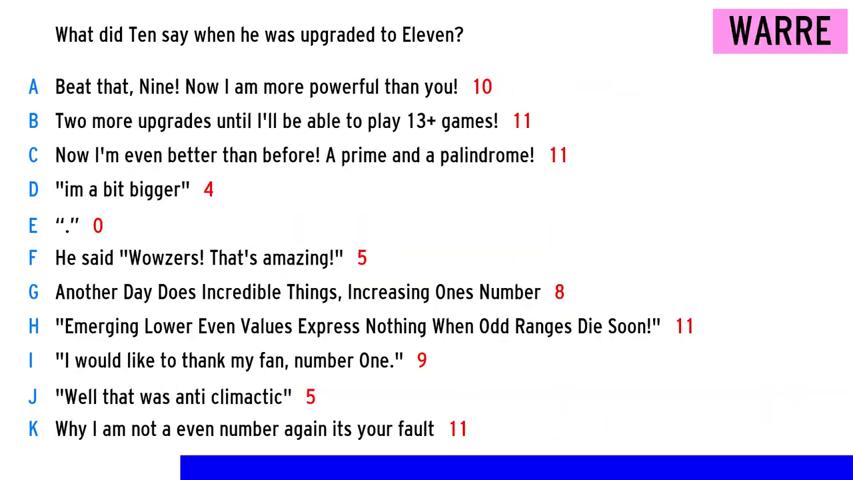 What did Ten say when he was upgraded to Eleven?
WARRE
A Beat that, Nine! Now I am more powerful than you! 10
B Two more upgrades until I'll be able to play 13+ games! 11
C Now I'm even better than before! A prime and a palindrome! 11
D "im a bit bigger" 4
E “.” 0
F He said "Wowzers! That's amazing!" 5
G Another Day Does Incredible Things, Increasing Ones Number 8
H "Emerging Lower Even Values Express Nothing When Odd Ranges Die Soon!" 11
I "I would like to thank my fan, number One." 9
J "Well that was anti climactic" 5
K Why I am not a even number again its your fault 11